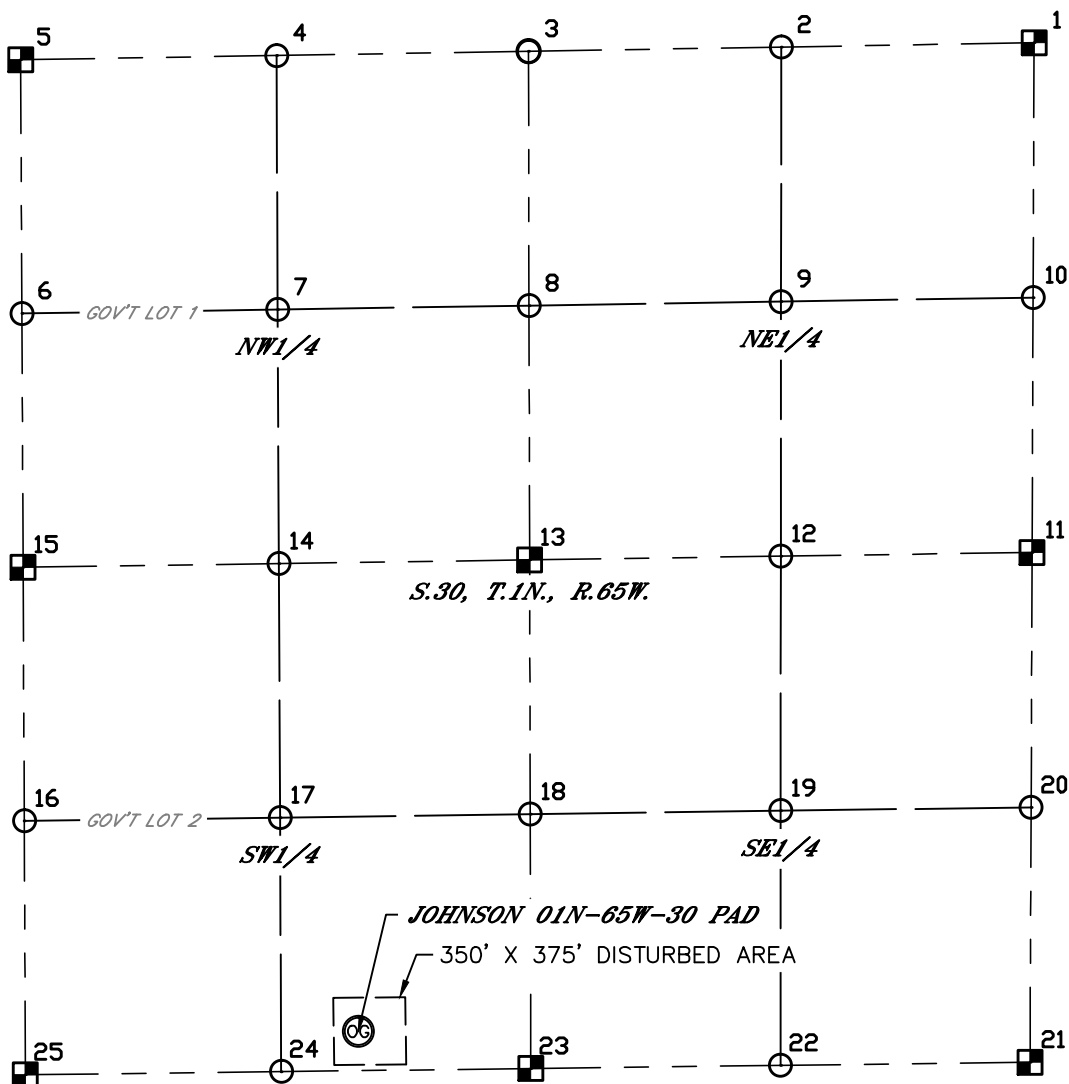 5
4
3
2
1
6
GOV'T LOT 1
7
8
9
10
NW1/4
NE1/4
15
14
13
12
11
S.30, T.1N., R.65W.
16
GOV'T LOT 2
17
18
19
20
SW1/4
SE1/4
JOHNSON 01N-65W-30 PAD
350' X 375' DISTURBED AREA
OG
25
24
23
22
21